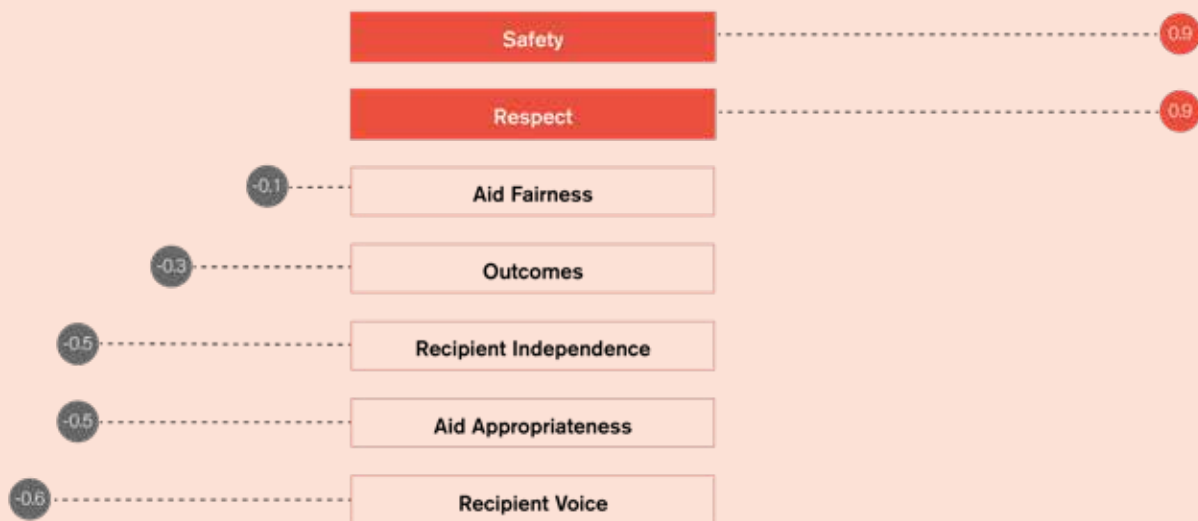 Safety 0.9
Respect 0.9
-0.1 Aid Fairness
-0.3 Outcomes
-0.5 Recipient Independence
-0.5 Aid Appropriateness
-0.6 Recipient Voice